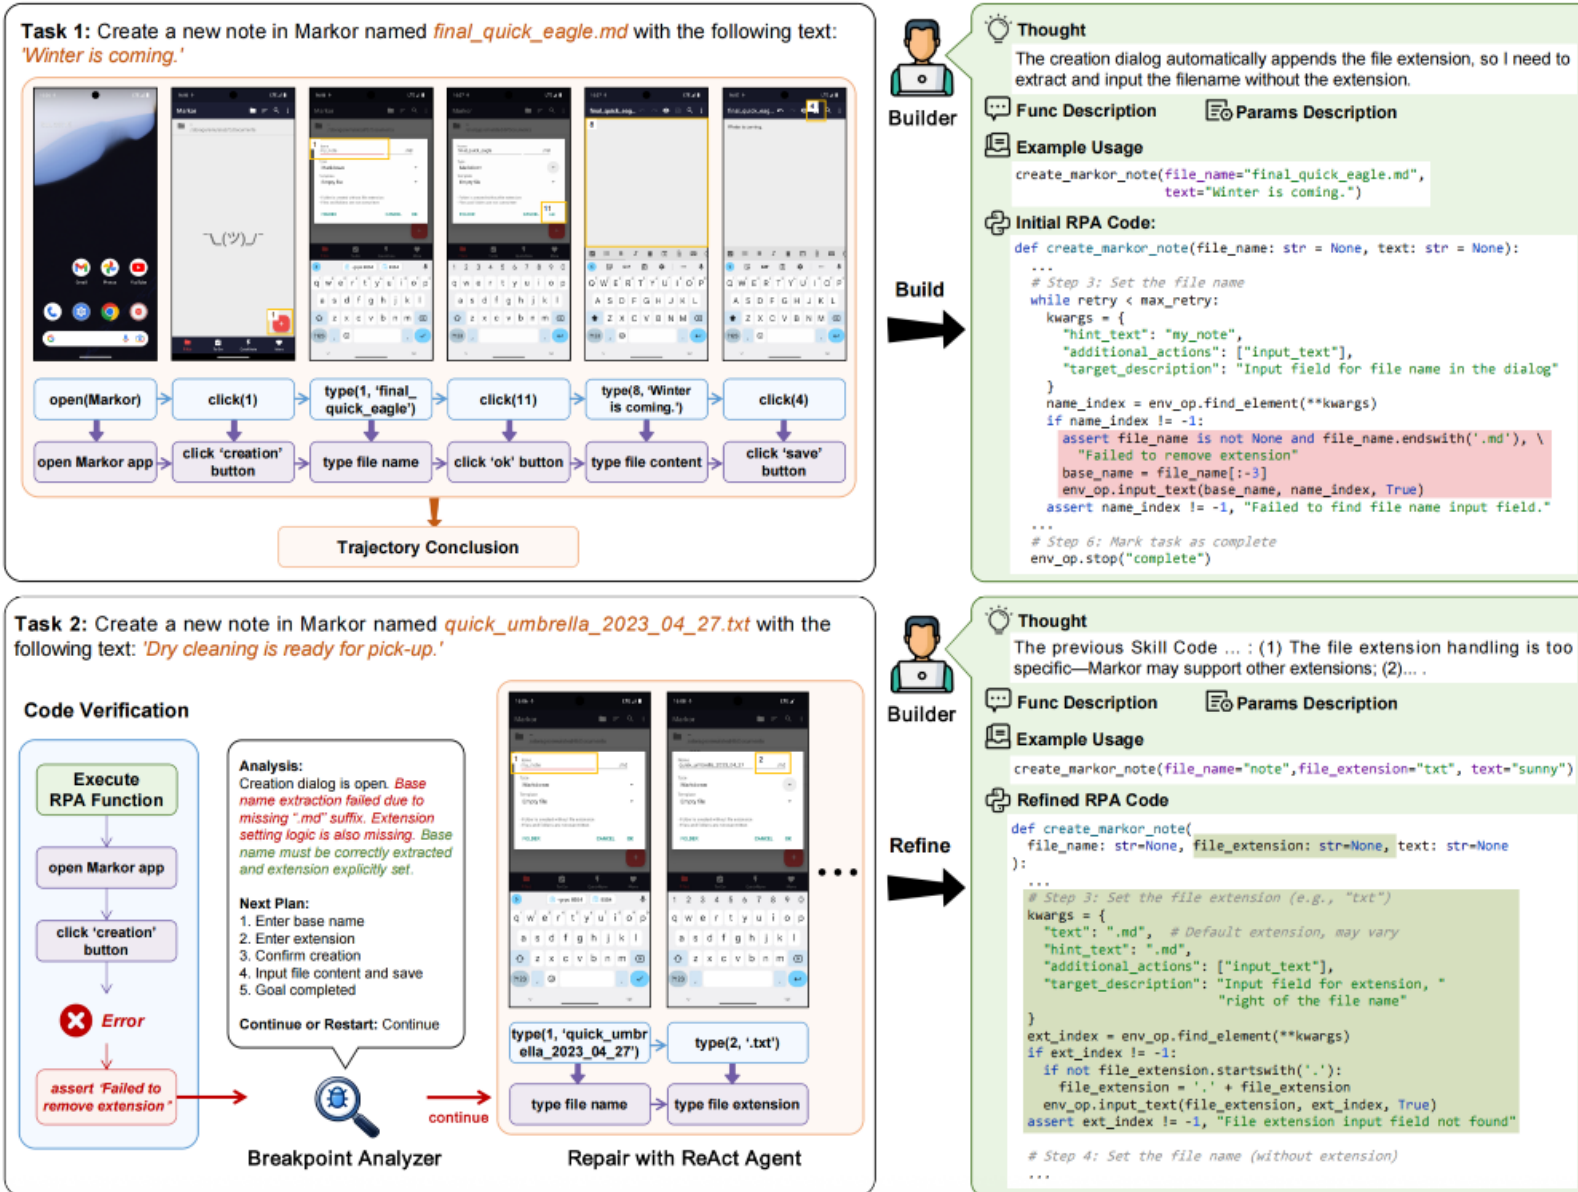 Task 1: Create a new note in Markor named final_quick_eagle.md with the following text:
'Winter is coming.'
Markor
¯\_(ツ)_/¯
open(Markor)
click(1)
type(1, 'final_
quick_eagle')
click(11)
type(8, 'Winter
is coming.')
click(4)
open Markor app
click 'creation'
button
type file name
click 'ok' button
type file content
click 'save'
button
Trajectory Conclusion
Builder
Build
Thought
The creation dialog automatically appends the file extension, so I need to
extract and input the filename without the extension.
Func Description
Params Description
Example Usage
create_markor_note(file_name="final_quick_eagle.md",
text="Winter is coming.")
Initial RPA Code:
def create_markor_note(file_name: str = None, text: str = None):
...
# Step 3: Set the file name
while retry < max_retry:
kwargs = {
"hint_text": "my_note",
"additional_actions": ["input_text"],
"target_description": "Input field for file name in the dialog"
}
name_index = env_op.find_element(**kwargs)
if name_index != -1:
assert file_name is not None and file_name.endswith('.md'), \
"Failed to remove extension"
base_name = file_name[:-3]
env_op.input_text(base_name, name_index, True)
assert name_index != -1, "Failed to find file name input field."
...
# Step 6: Mark task as complete
env_op.stop("complete")
Task 2: Create a new note in Markor named quick_umbrella_2023_04_27.txt with the
following text: 'Dry cleaning is ready for pick-up.'
Code Verification
Execute
RPA Function
open Markor app
click 'creation'
button
Error
assert 'Failed to
remove extension'
Analysis:
Creation dialog is open. Base
name extraction failed due to
missing ".md" suffix. Extension
setting logic is also missing. Base
name must be correctly extracted
and extension explicitly set.
Next Plan:
1. Enter base name
2. Enter extension
3. Confirm creation
4. Input file content and save
5. Goal completed
Continue or Restart: Continue
Breakpoint Analyzer
continue
type(1, 'quick_umbr
ella_2023_04_27')
type(2, '.txt')
type file name
type file extension
Repair with ReAct Agent
Builder
Refine
Thought
The previous Skill Code ... : (1) The file extension handling is too
specific—Markor may support other extensions; (2)... .
Func Description
Params Description
Example Usage
create_markor_note(file_name="note",file_extension="txt", text="sunny")
Refined RPA Code
def create_markor_note(
file_name: str=None, file_extension: str=None, text: str=None
):
...
# Step 3: Set the file extension (e.g., "txt")
kwargs = {
"text": ".md", # Default extension, may vary
"hint_text": ".md",
"additional_actions": ["input_text"],
"target_description": "Input field for extension, "
"right of the file name"
}
ext_index = env_op.find_element(**kwargs)
if ext_index != -1:
if not file_extension.startswith('.'):
file_extension = '.' + file_extension
env_op.input_text(file_extension, ext_index, True)
assert ext_index != -1, "File extension input field not found"
# Step 4: Set the file name (without extension)
...